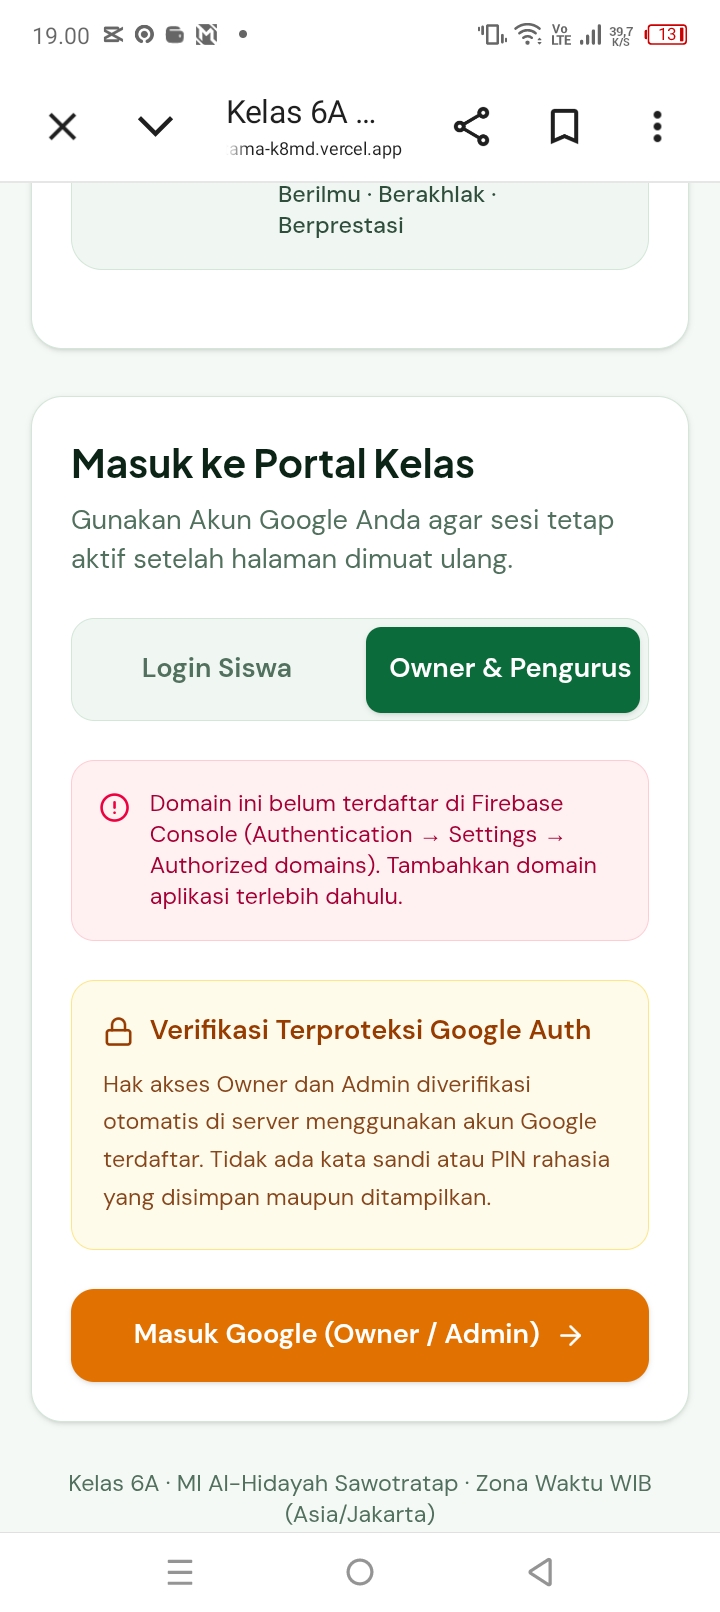 19.00
Vo
LTE
39,7
K/S
13
Kelas 6A ...
ama-k8md.vercel.app
Berilmu · Berakhlak ·
Berprestasi
Masuk ke Portal Kelas
Gunakan Akun Google Anda agar sesi tetap
aktif setelah halaman dimuat ulang.
Login Siswa
Owner & Pengurus
Domain ini belum terdaftar di Firebase
Console (Authentication → Settings →
Authorized domains). Tambahkan domain
aplikasi terlebih dahulu.
Verifikasi Terproteksi Google Auth
Hak akses Owner dan Admin diverifikasi
otomatis di server menggunakan akun Google
terdaftar. Tidak ada kata sandi atau PIN rahasia
yang disimpan maupun ditampilkan.
Masuk Google (Owner / Admin) →
Kelas 6A · MI Al-Hidayah Sawotratap · Zona Waktu WIB
(Asia/Jakarta)